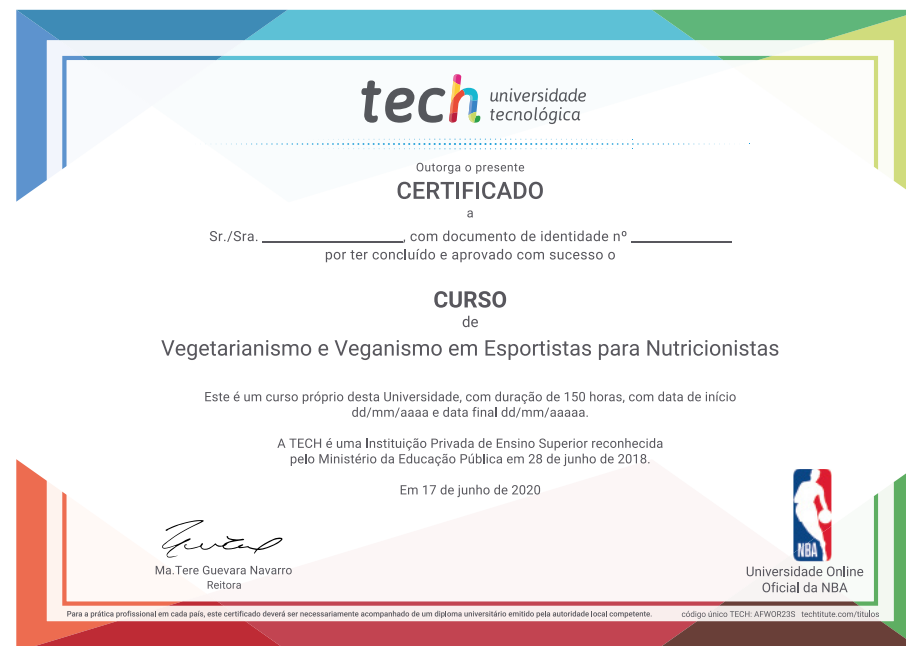 tech universidade
tecnológica
Outorga o presente
CERTIFICADO
a
Sr./Sra. ________________, com documento de identidade nº ____________
por ter concluído e aprovado com sucesso o
CURSO
de
Vegetarianismo e Veganismo em Esportistas para Nutricionistas
Este é um curso próprio desta Universidade, com duração de 150 horas, com data de início
dd/mm/aaaa e data final dd/mm/aaaaa.
A TECH é uma Instituição Privada de Ensino Superior reconhecida
pelo Ministério da Educação Pública em 28 de junho de 2018.
Em 17 de junho de 2020
Ma.Tere Guevara Navarro
Reitora
NBA
Universidade Online
Oficial da NBA
Para a prática profissional em cada país, este certificado deverá ser necessariamente acompanhado de um diploma universitário emitido pela autoridade local competente.
código único TECH: AFWOR23S techtitute.com/titulos